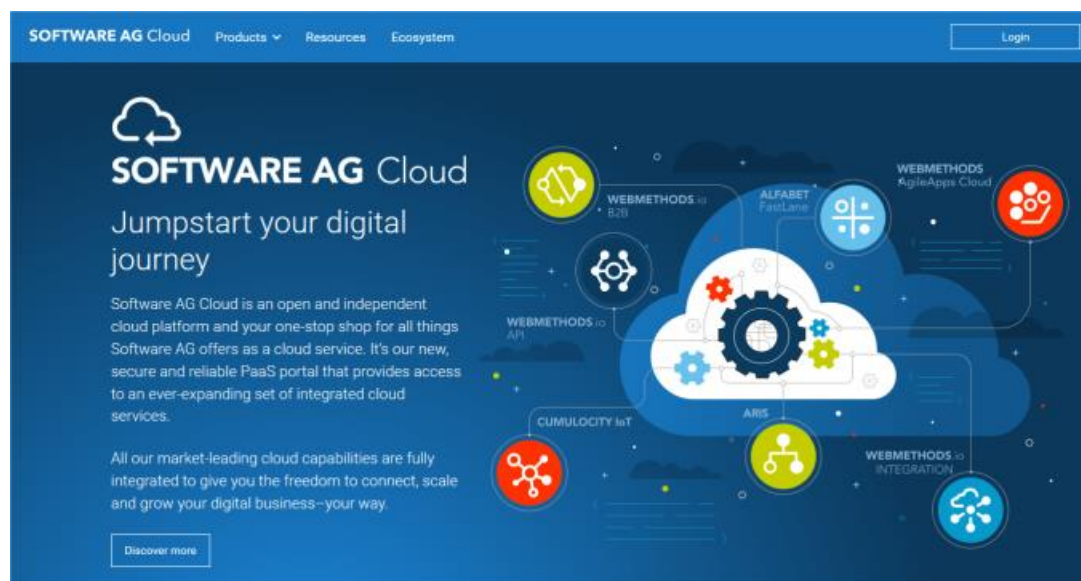 SOFTWARE AG Cloud
Products
Resources
Ecosystem
Login
SOFTWARE AG Cloud
Jumpstart your digital
journey
Software AG Cloud is an open and independent
cloud platform and your one-stop shop for all things
Software AG offers as a cloud service. It's our new,
secure and reliable PaaS portal that provides access
to an ever-expanding set of integrated cloud
services.
All our market-leading cloud capabilities are fully
integrated to give you the freedom to connect, scale
and grow your digital business–your way.
Discover more
WEBMETHODS.io
B2B
ALFABET
FastLane
WEBMETHODS
AgileApps Cloud
WEBMETHODS.io
API
CUMULOCITY IoT
ARIS
WEBMETHODS.io
INTEGRATION